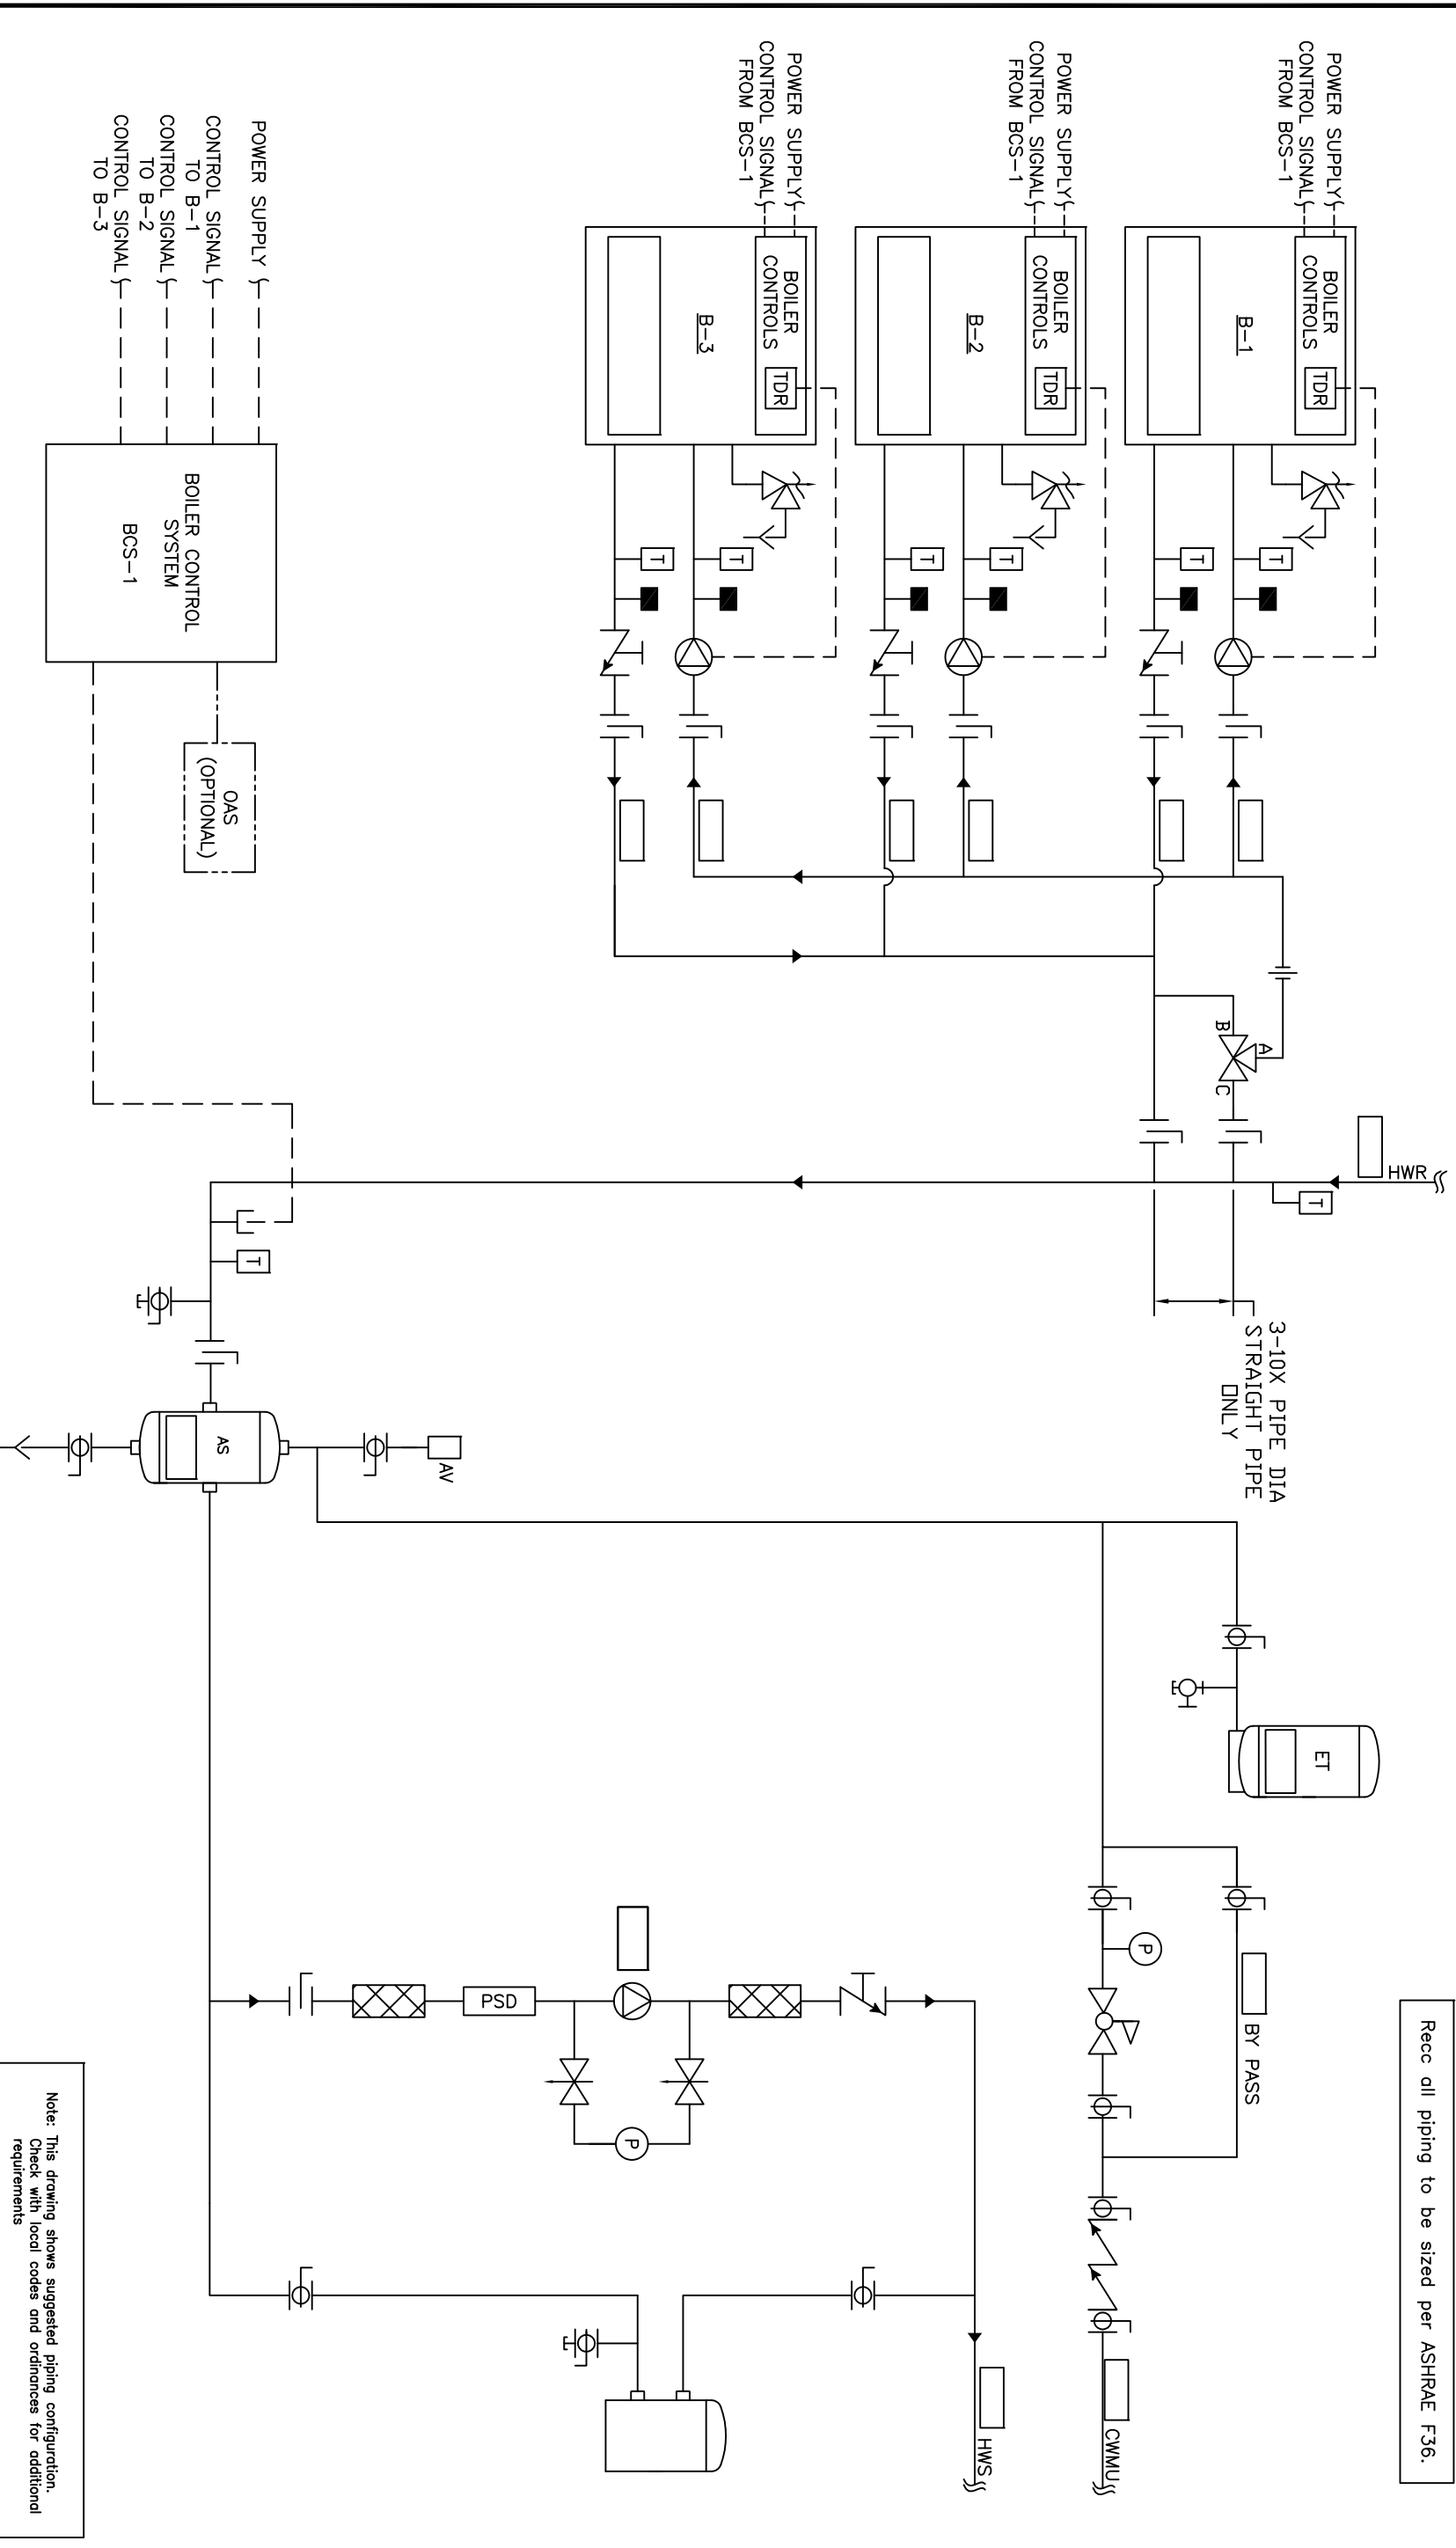 POWER SUPPLY
CONTROL SIGNAL
FROM BCS-1
BOILER
CONTROLS
TDR
B-1
T
T
POWER SUPPLY
CONTROL SIGNAL
FROM BCS-1
BOILER
CONTROLS
TDR
B-2
T
T
POWER SUPPLY
CONTROL SIGNAL
FROM BCS-1
BOILER
CONTROLS
TDR
B-3
T
T
A
B
C
HWR
T
3-10X PIPE DIA
STRAIGHT PIPE
ONLY
POWER SUPPLY
CONTROL SIGNAL
TO B-1
CONTROL SIGNAL
TO B-2
CONTROL SIGNAL
TO B-3
BOILER CONTROL
SYSTEM
BCS-1
OAS
(OPTIONAL)
T
AS
AV
ET
P
BY PASS
PSD
P
HWS
CWMU
Recc all piping to be sized per ASHRAE F36.
Note: This drawing shows suggested piping configuration.
Check with local codes and ordinances for additional
requirements